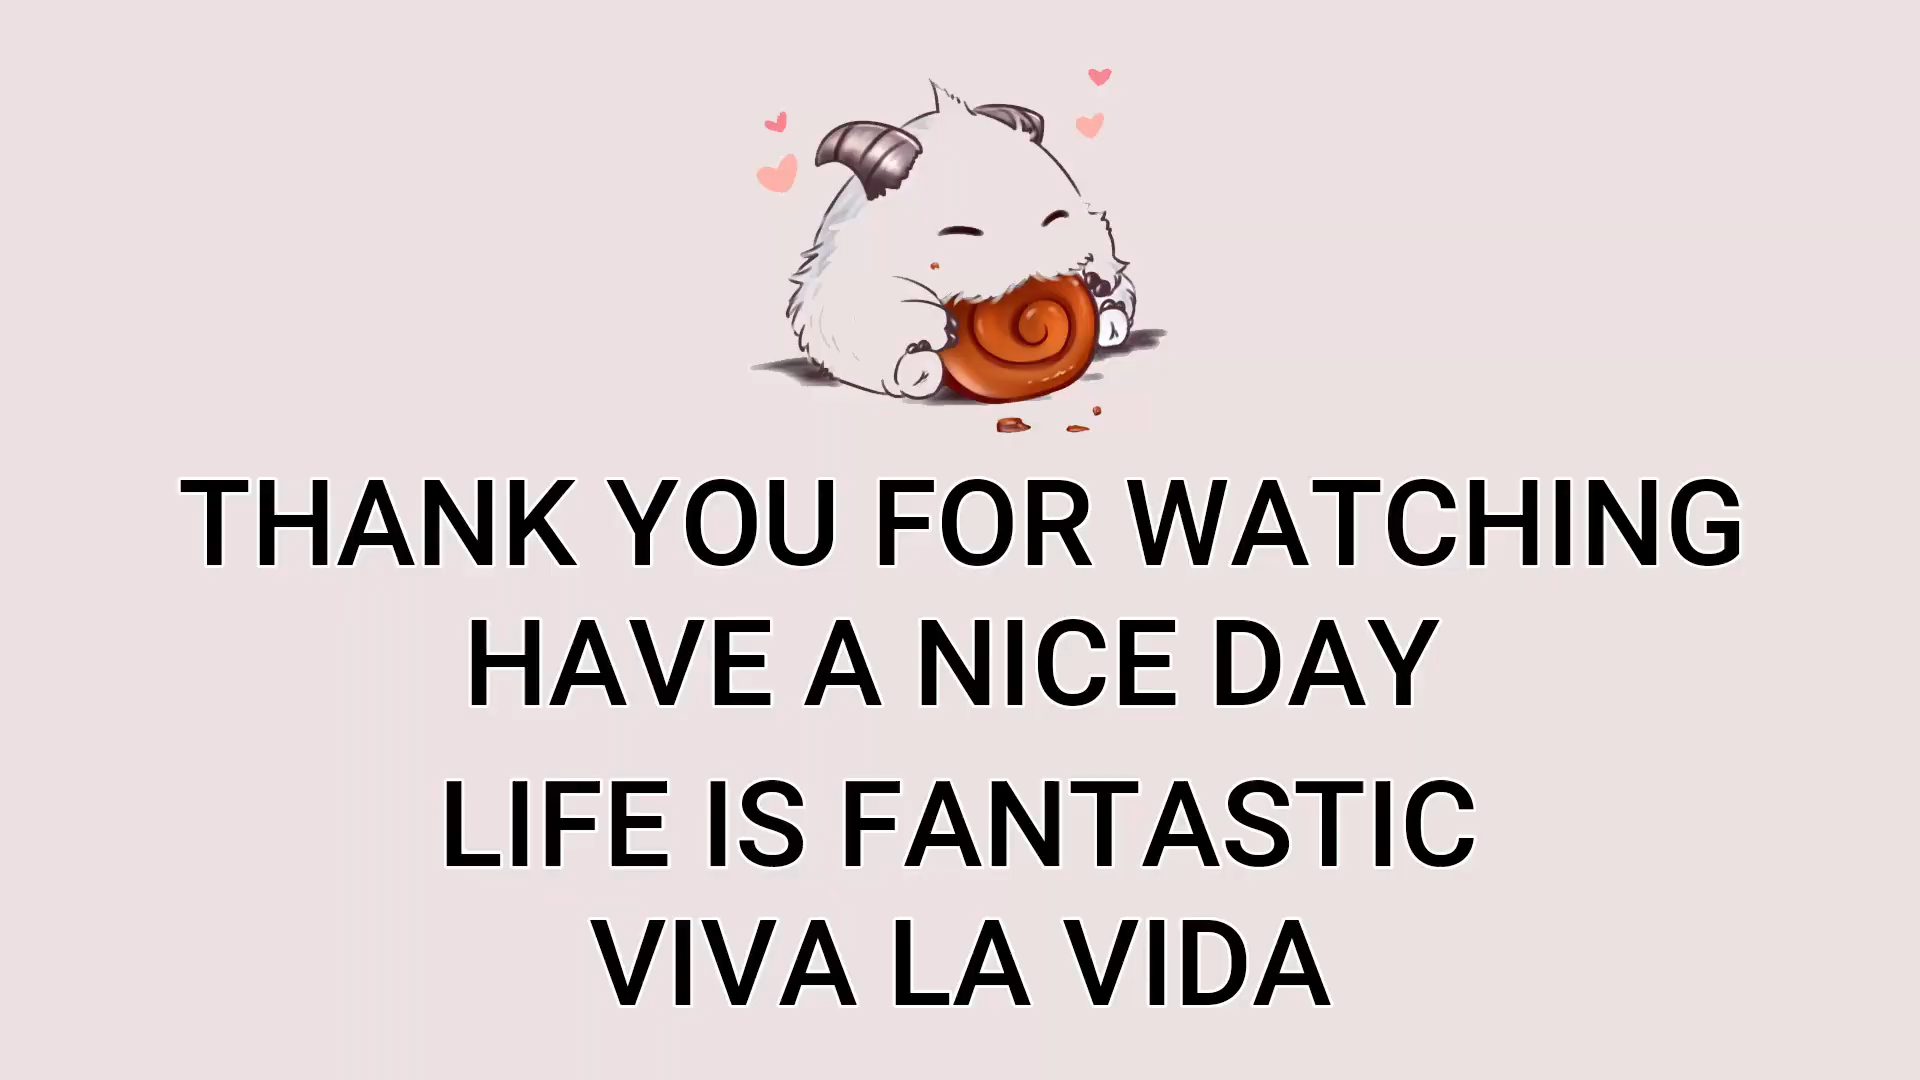 THANK YOU FOR WATCHING
HAVE A NICE DAY
LIFE IS FANTASTIC
VIVA LA VIDA